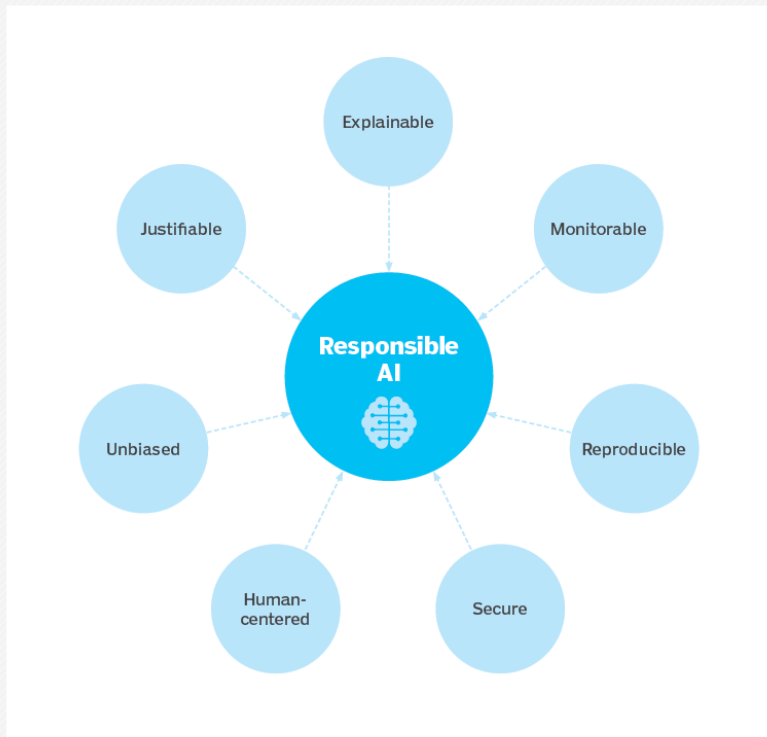 Explainable
Justifiable
Monitorable
Responsible
AI
Unbiased
Reproducible
Human-
centered
Secure